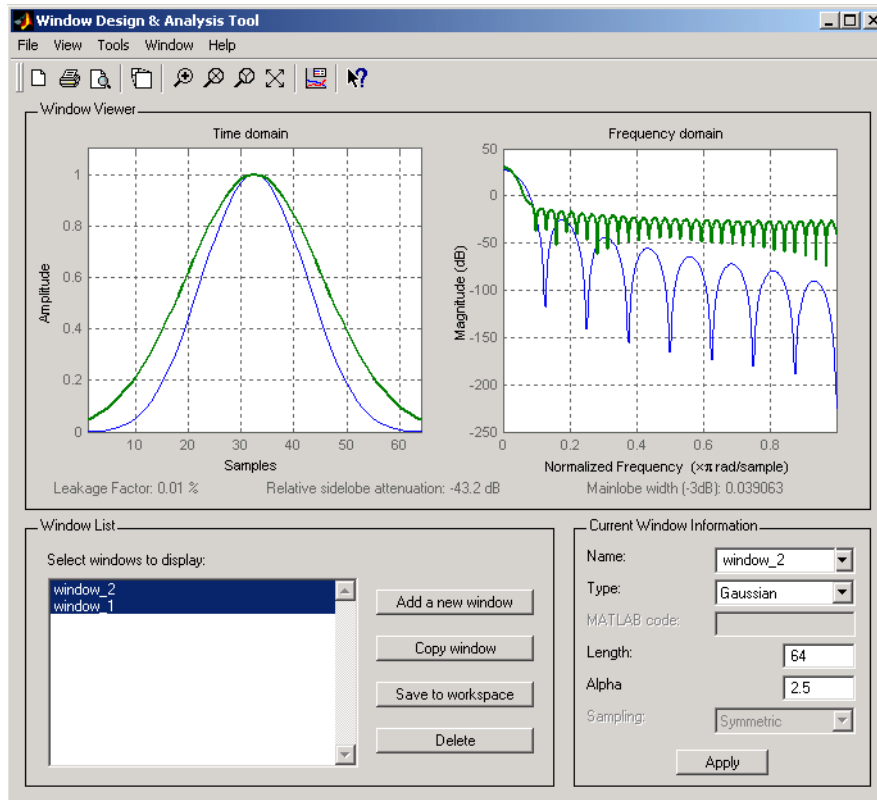 Window Design & Analysis Tool
File View Tools Window Help
Window Viewer
Time domain
Frequency domain
1
0.8
0.6
0.4
0.2
0
Amplitude
10 20 30 40 50 60
Samples
50
0
-50
-100
-150
-200
-250
Magnitude (dB)
0 0.2 0.4 0.6 0.8
Normalized Frequency (×π rad/sample)
Leakage Factor: 0.01 % Relative sidelobe attenuation: -43.2 dB Mainlobe width (-3dB): 0.039063
Window List
Select windows to display:
window_2
window_1
Add a new window
Copy window
Save to workspace
Delete
Current Window Information
Name: window_2
Type: Gaussian
MATLAB code:
Length: 64
Alpha 2.5
Sampling: Symmetric
Apply